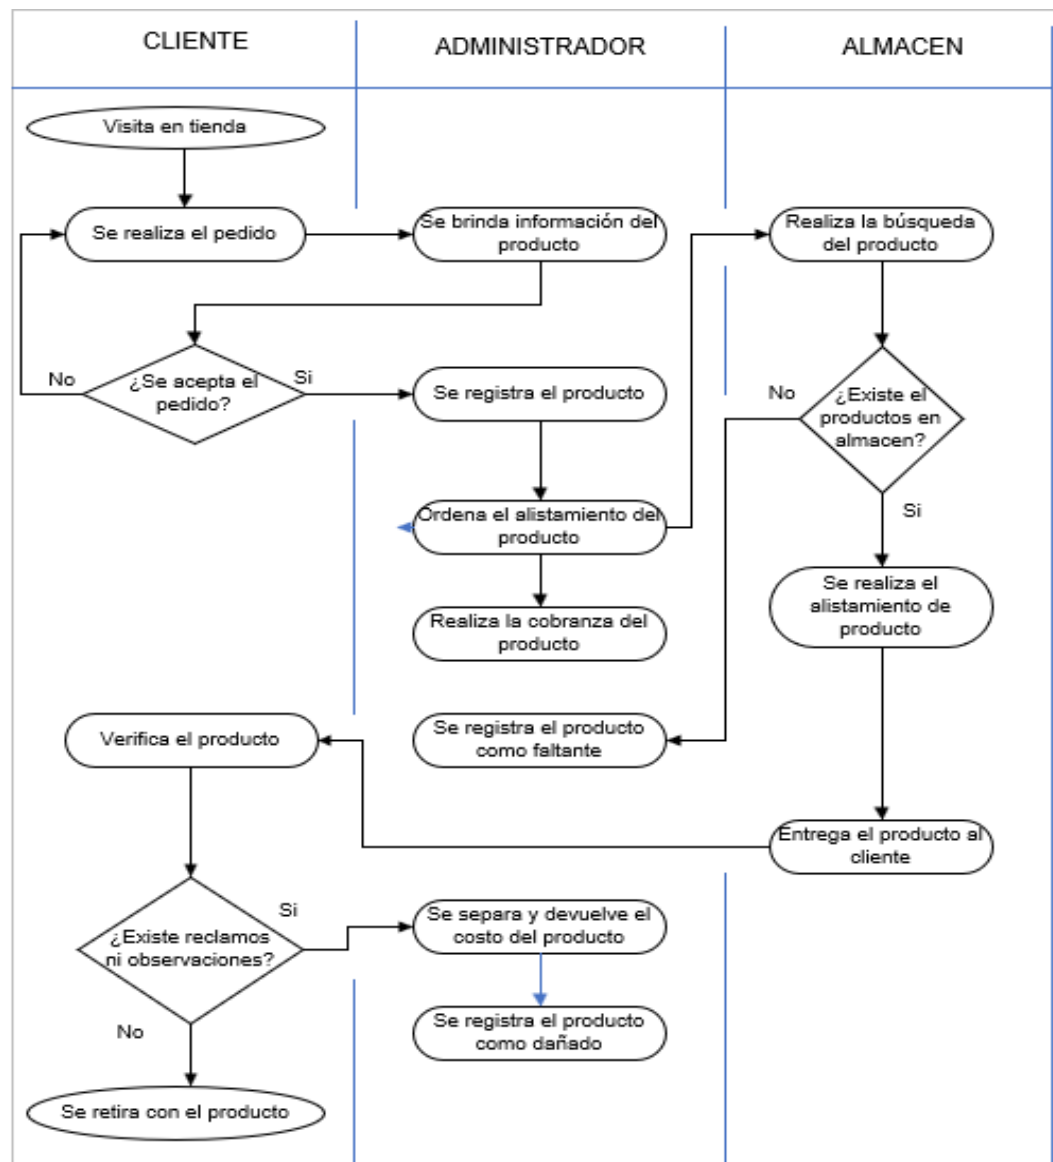 CLIENTE
ADMINISTRADOR
ALMACEN
Visita en tienda
Se realiza el pedido
Se brinda información del
producto
Realiza la búsqueda
del producto
¿Se acepta el
pedido?
No
Si
Se registra el producto
¿Existe el
productos en
almacen?
No
Si
Ordena el alistamiento del
producto
Realiza la cobranza del
producto
Se realiza el
alistamiento de
producto
Verifica el producto
Se registra el producto
como faltante
Entrega el producto al
cliente
¿Existe reclamos
ni observaciones?
Si
No
Se separa y devuelve el
costo del producto
Se registra el producto
como dañado
Se retira con el producto